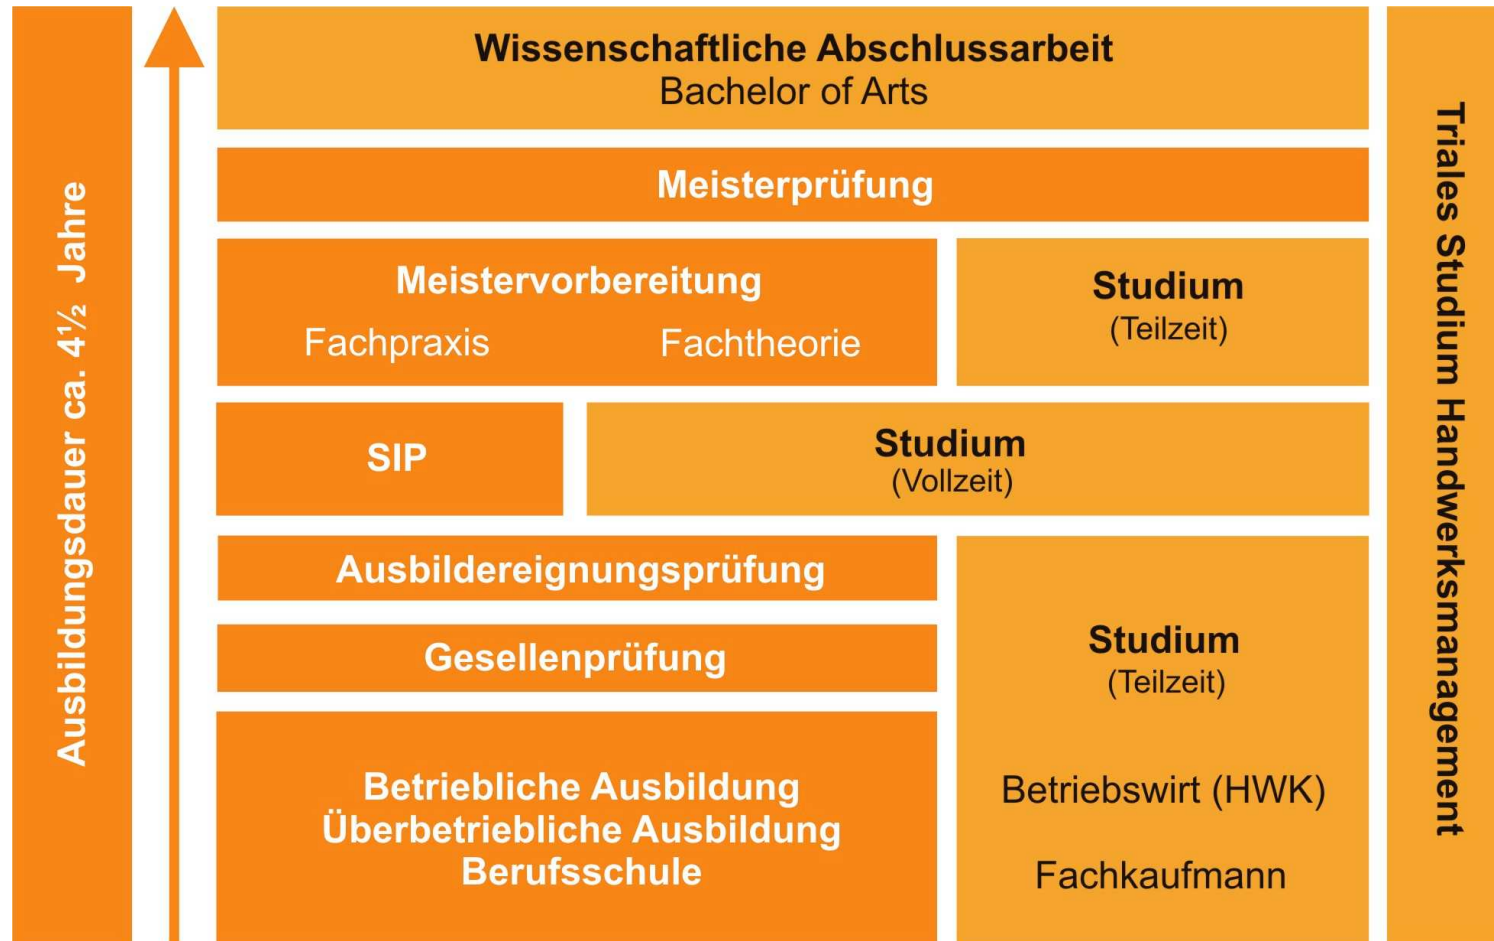 Ausbildungsdauer ca. 4½ Jahre
Wissenschaftliche Abschlussarbeit
Bachelor of Arts
Meisterprüfung
Meistervorbereitung
Fachpraxis Fachtheorie
Studium
(Teilzeit)
SIP
Studium
(Vollzeit)
Ausbildereignungsprüfung
Gesellenprüfung
Betriebliche Ausbildung
Überbetriebliche Ausbildung
Berufsschule
Studium
(Teilzeit)
Betriebswirt (HWK)
Fachkaufmann
Triales Studium Handwerksmanagement